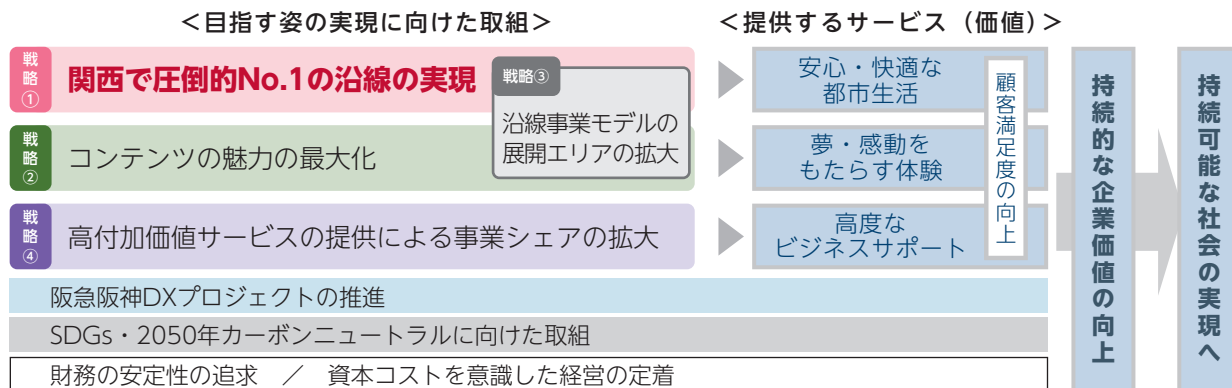 ＜目指す姿の実現に向けた取組＞
＜提供するサービス（価値）＞
戦略①
関西で圧倒的No.1の沿線の実現
戦略③
沿線事業モデルの
展開エリアの拡大
戦略②
コンテンツの魅力の最大化
戦略④
高付加価値サービスの提供による事業シェアの拡大
安心・快適な
都市生活
夢・感動を
もたらす体験
高度な
ビジネスサポート
顧客満足度の向上
持続的な企業価値の向上
持続可能な社会の実現へ
阪急阪神DXプロジェクトの推進
SDGs・2050年カーボンニュートラルに向けた取組
財務の安定性の追求　／　資本コストを意識した経営の定着